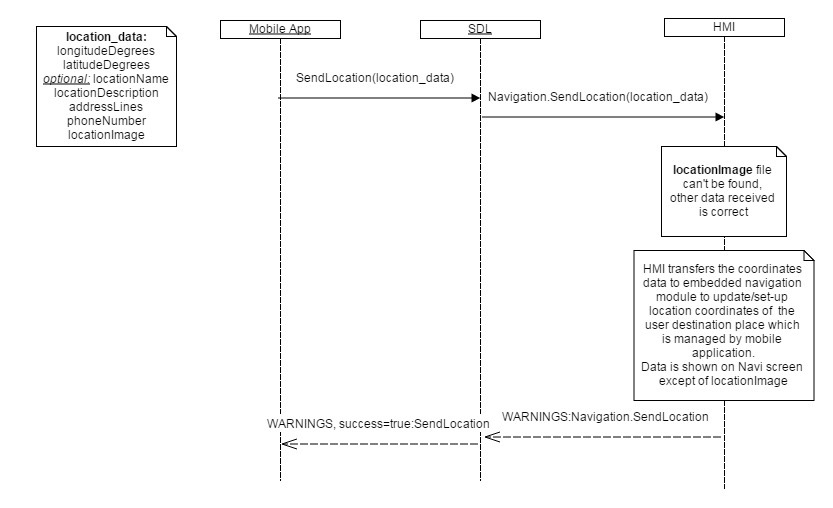 location_data:
longitudeDegrees
latitudeDegrees
optional: locationName
locationDescription
addressLines
phoneNumber
locationImage
Mobile App
SDL
HMI
SendLocation(location_data)
Navigation.SendLocation(location_data)
locationImage file
can't be found,
other data received
is correct
HMI transfers the coordinates
data to embedded navigation
module to update/set-up
location coordinates of the
user destination place which
is managed by mobile
application.
Data is shown on Navi screen
except of locationImage
WARNINGS:Navigation.SendLocation
WARNINGS, success=true:SendLocation